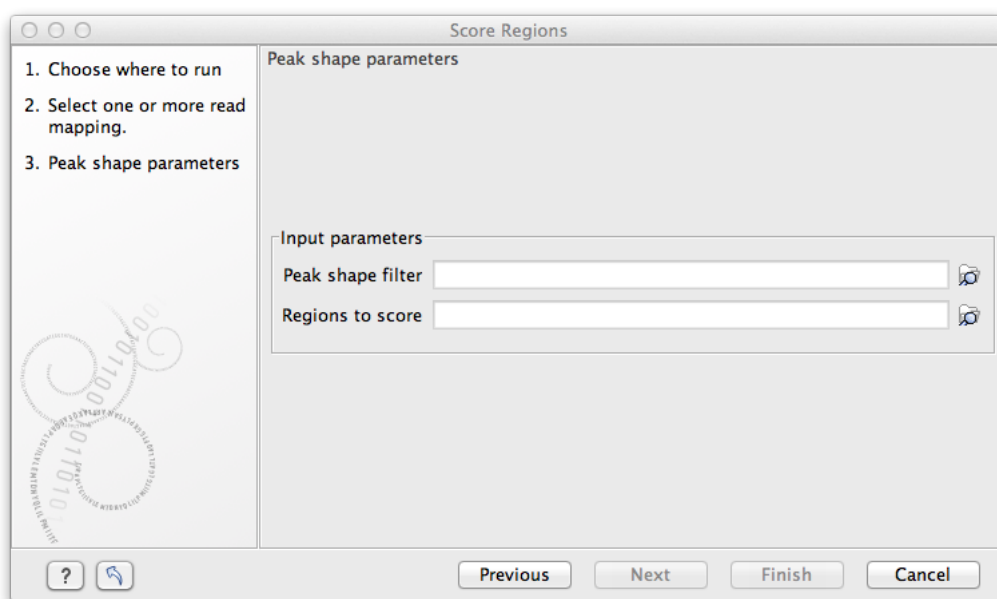 Score Regions
1. Choose where to run
2. Select one or more read
mapping.
3. Peak shape parameters
Peak shape parameters
Input parameters
Peak shape filter
Regions to score
?
Previous
Next
Finish
Cancel